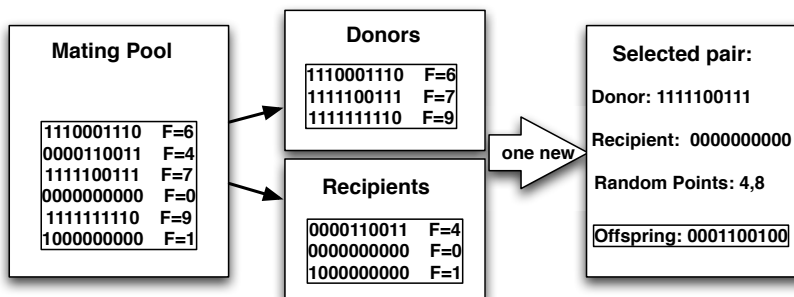 Mating Pool
1110001110 F=6
0000110011 F=4
1111100111 F=7
0000000000 F=0
1111111110 F=9
1000000000 F=1
Donors
1110001110 F=6
1111100111 F=7
1111111110 F=9
Recipients
0000110011 F=4
0000000000 F=0
1000000000 F=1
one new
Selected pair:
Donor: 1111100111
Recipient: 0000000000
Random Points: 4,8
Offspring: 0001100100